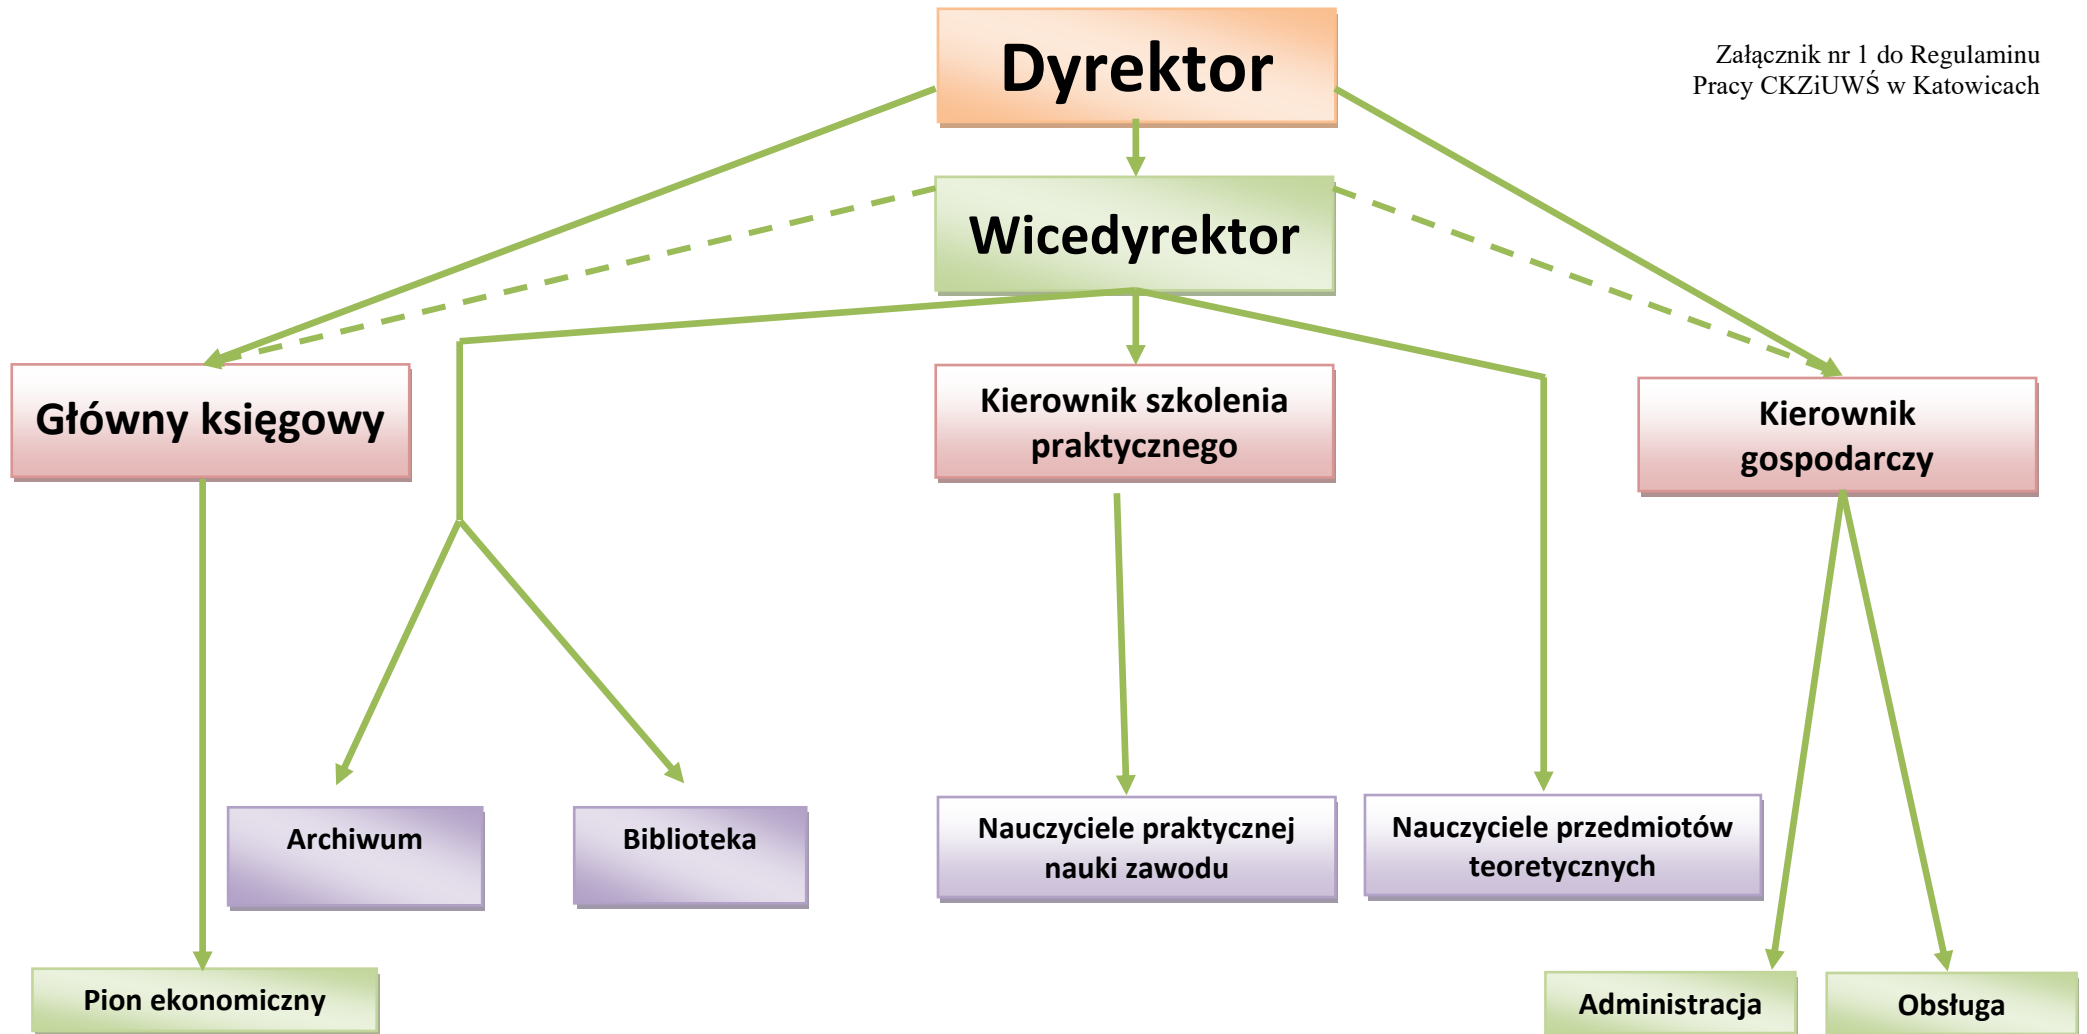 Dyrektor
Załącznik nr 1 do Regulaminu
Pracy CKZiUWŚ w Katowicach
Wicedyrektor
Główny księgowy
Kierownik szkolenia
praktycznego
Kierownik
gospodarczy
Archiwum
Biblioteka
Nauczyciele praktycznej
nauki zawodu
Nauczyciele przedmiotów
teoretycznych
Pion ekonomiczny
Administracja
Obsługa